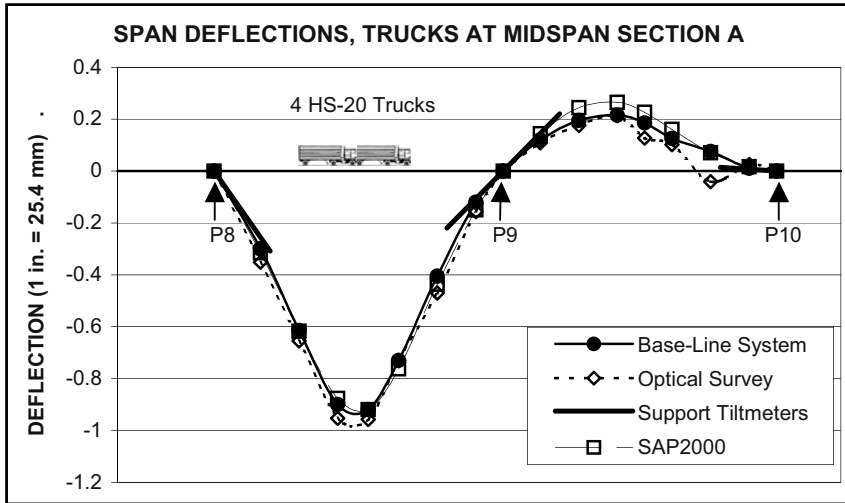 SPAN DEFLECTIONS, TRUCKS AT MIDSPAN SECTION A
DEFLECTION (1 in. = 25.4 mm) .
0.4
0.2
0
-0.2
-0.4
-0.6
-0.8
-1
-1.2
4 HS-20 Trucks
P8
P9
P10
Base-Line System
Optical Survey
Support Tiltmeters
SAP2000